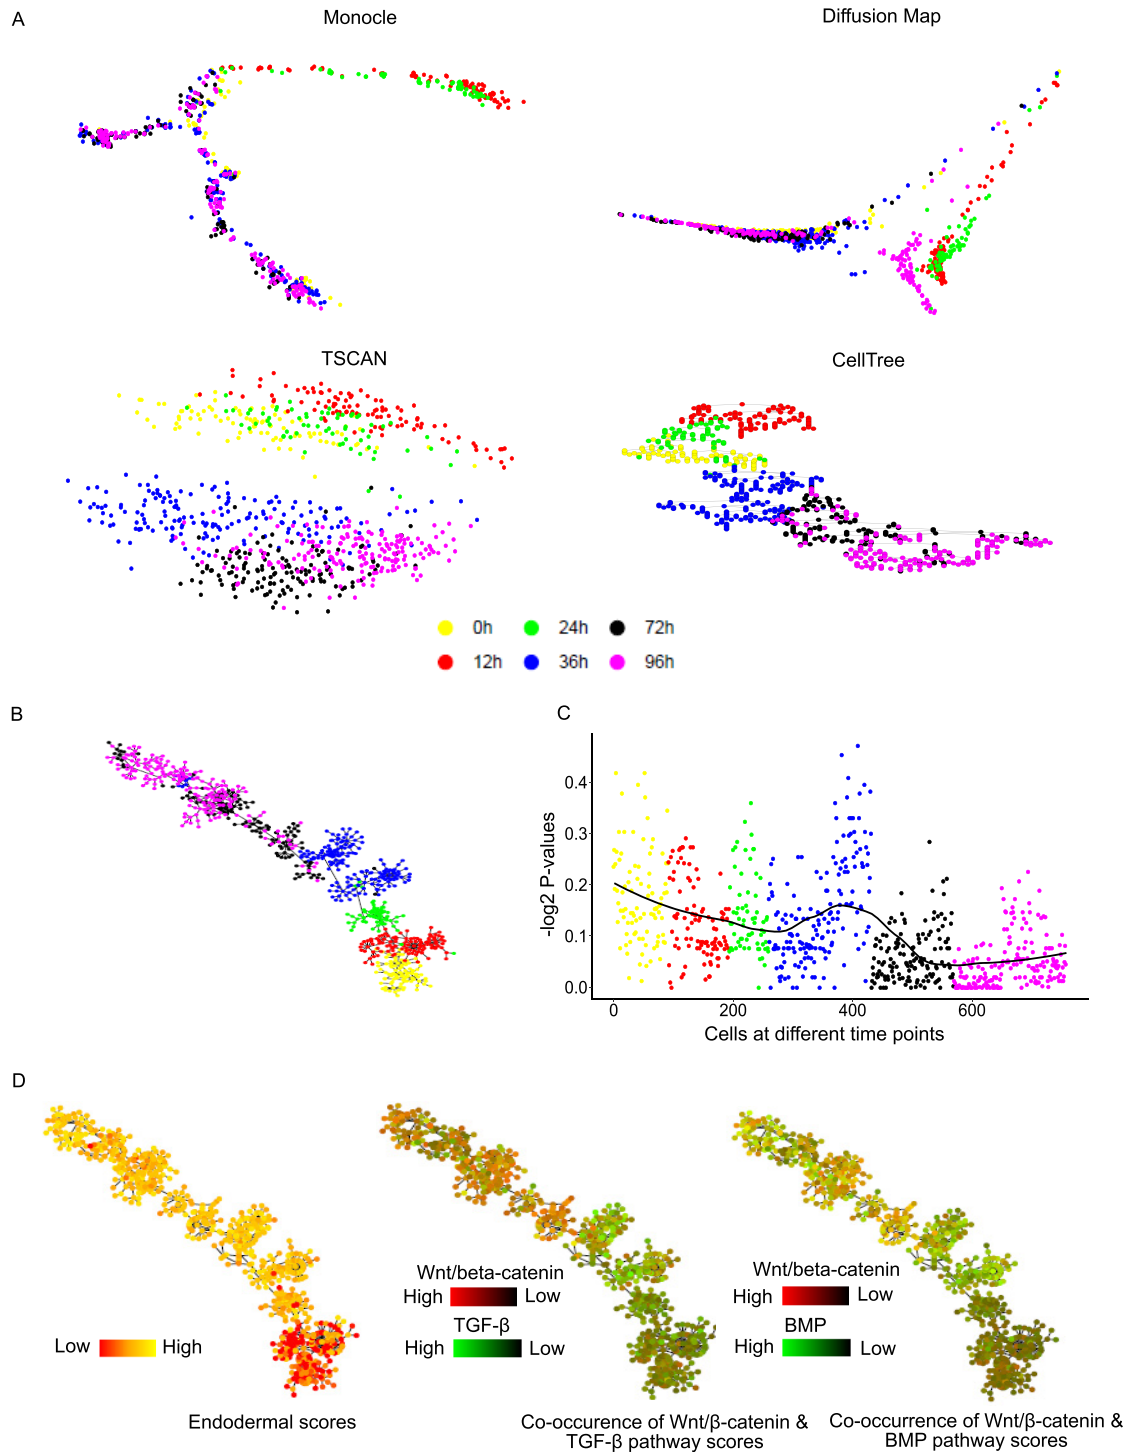 A
Monocle
Diffusion Map
TSCAN
CellTree
0h
24h
72h
12h
36h
96h
B
C
0.4
0.3
0.2
0.1
0.0
-log2 P-values
0
200
400
600
Cells at different time points
D
Low
High
Endodermal scores
Wnt/beta-catenin
High
Low
TGF-β
High
Low
Co-occurence of Wnt/β-catenin &
TGF-β pathway scores
Wnt/beta-catenin
High
Low
BMP
High
Low
Co-occurrence of Wnt/β-catenin &
BMP pathway scores